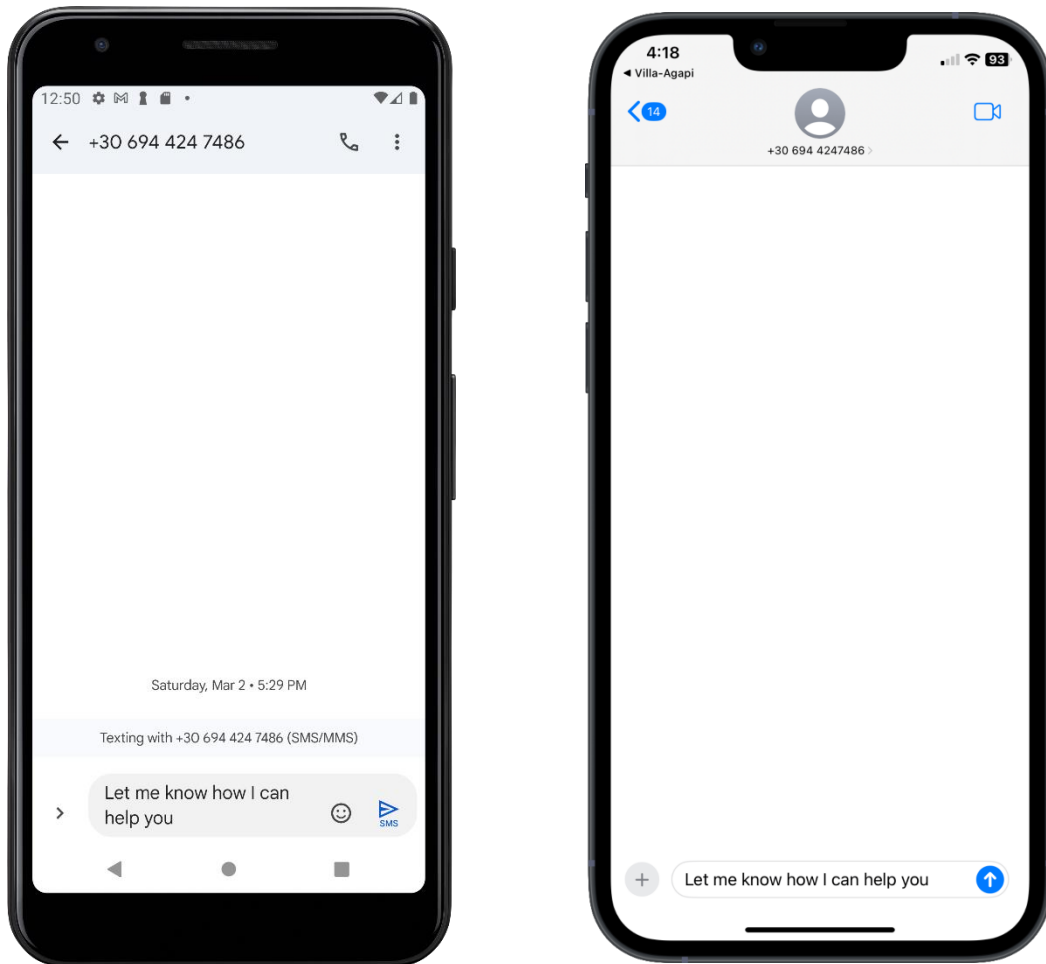 12:50
+30 694 424 7486
Saturday, Mar 2 • 5:29 PM
Texting with +30 694 424 7486 (SMS/MMS)
Let me know how I can
help you
SMS
4:18
93
◀ Villa-Agapi
14
+30 694 4247486 >
Let me know how I can help you